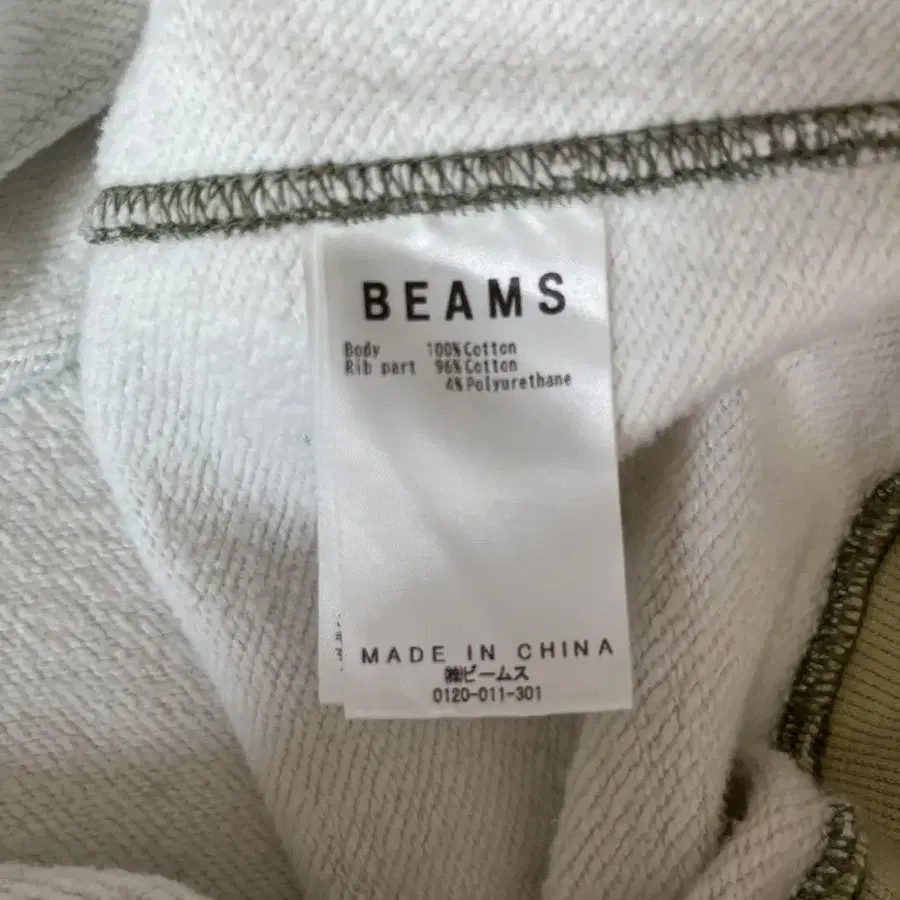 BEAMS
Body 100%Cotton
Rib part 96%Cotton
4%Polyurethane
MADE IN CHINA
㈱ビームス
0120-011-301